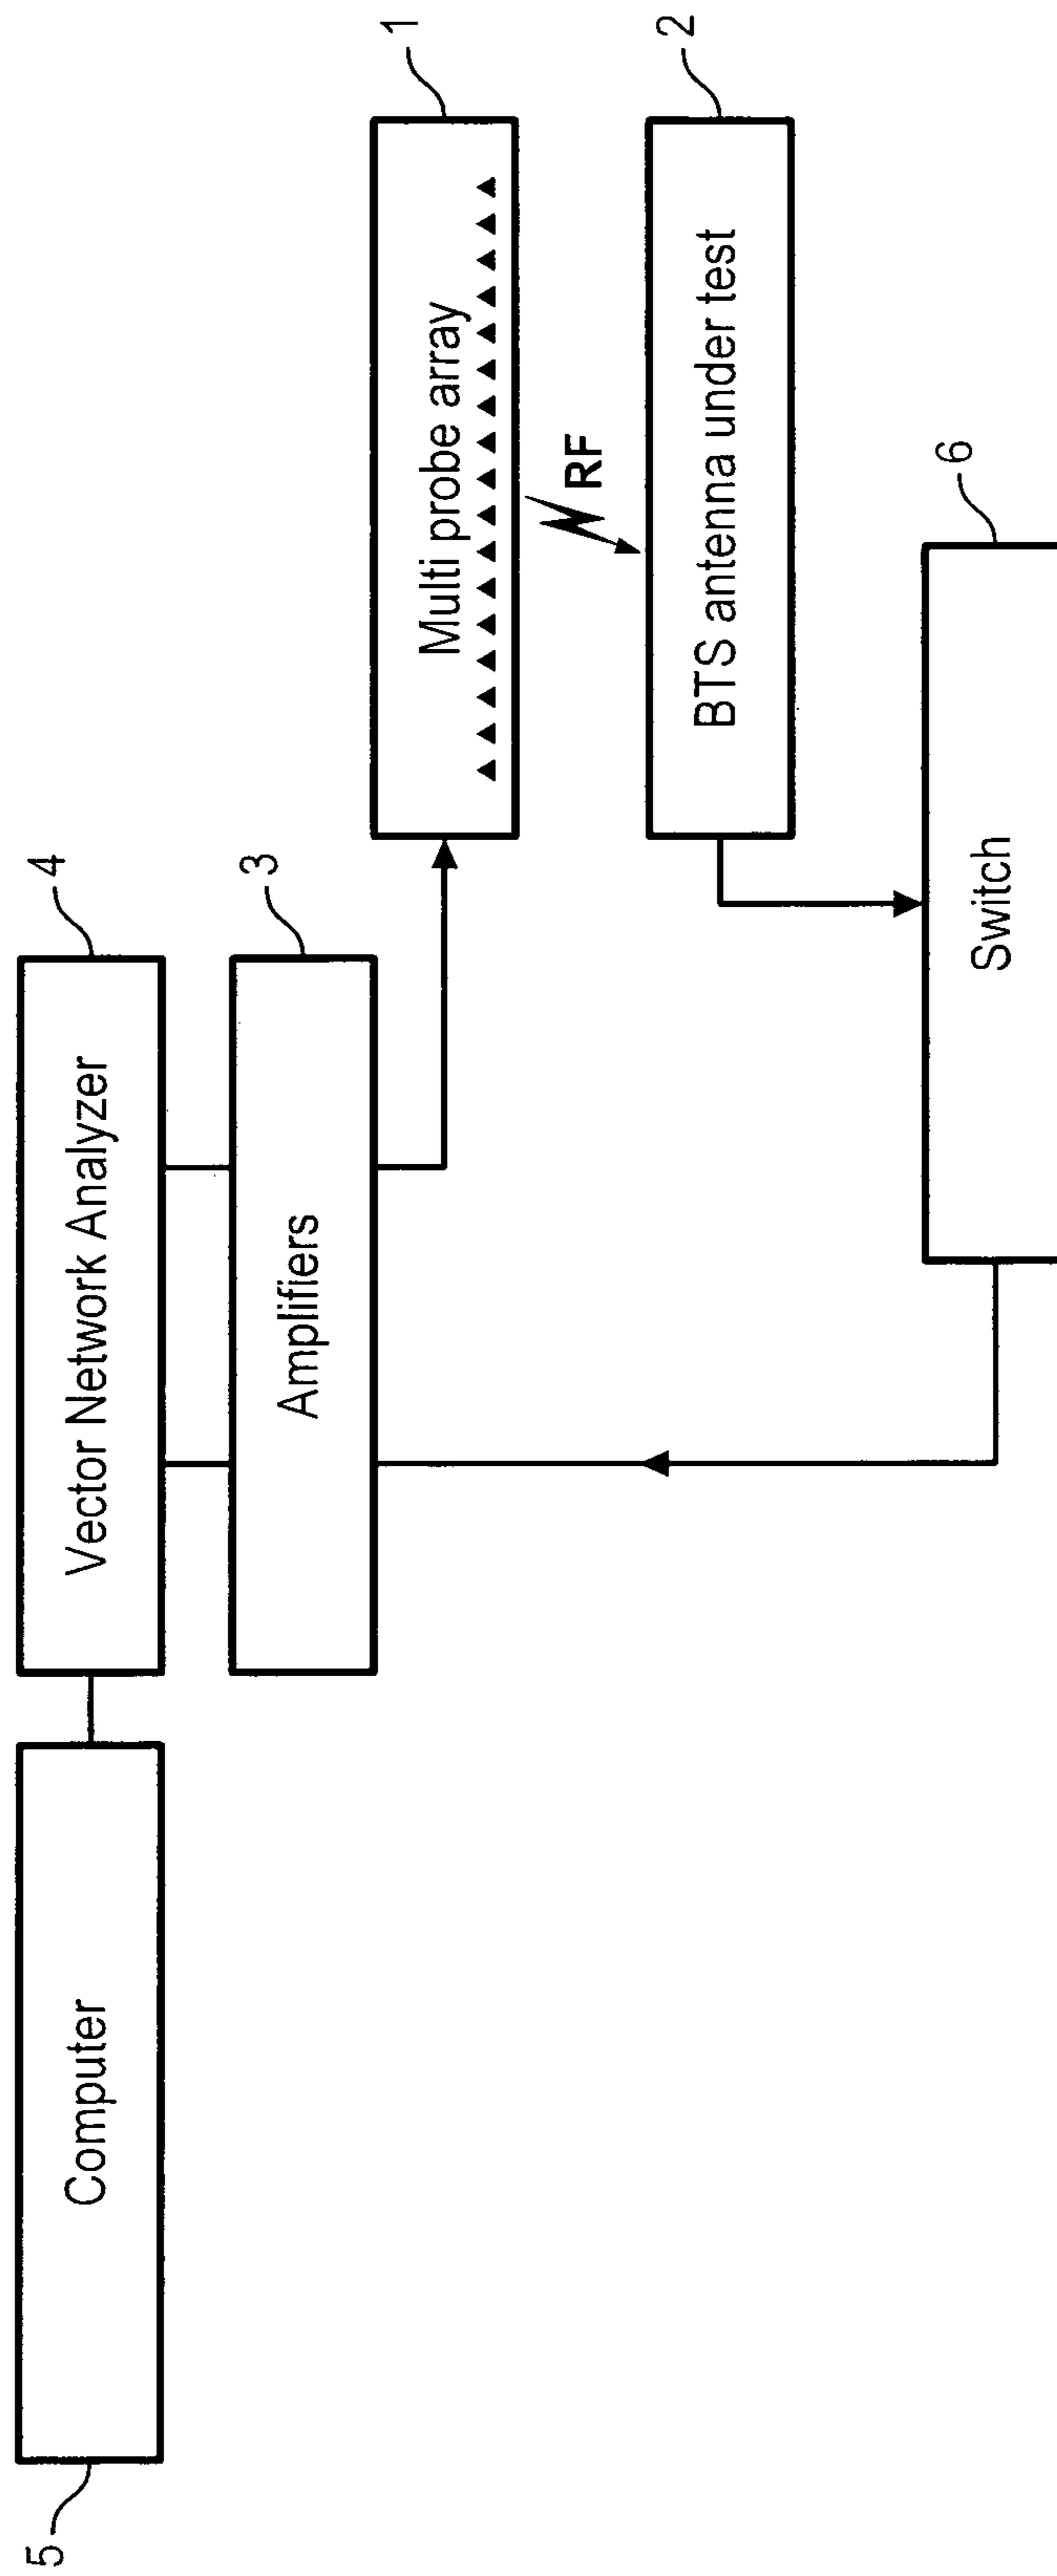 5
Computer
4
Vector Network Analyzer
3
Amplifiers
1
Multi probe array
RF
2
BTS antenna under test
6
Switch